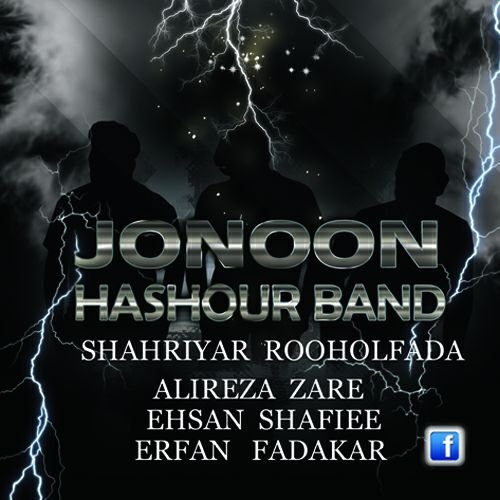 JONOON
HASHOUR BAND
SHAHRIYAR ROOHOLFADA
ALIREZA ZARE
EHSAN SHAFIEE
ERFAN FADAKAR
f